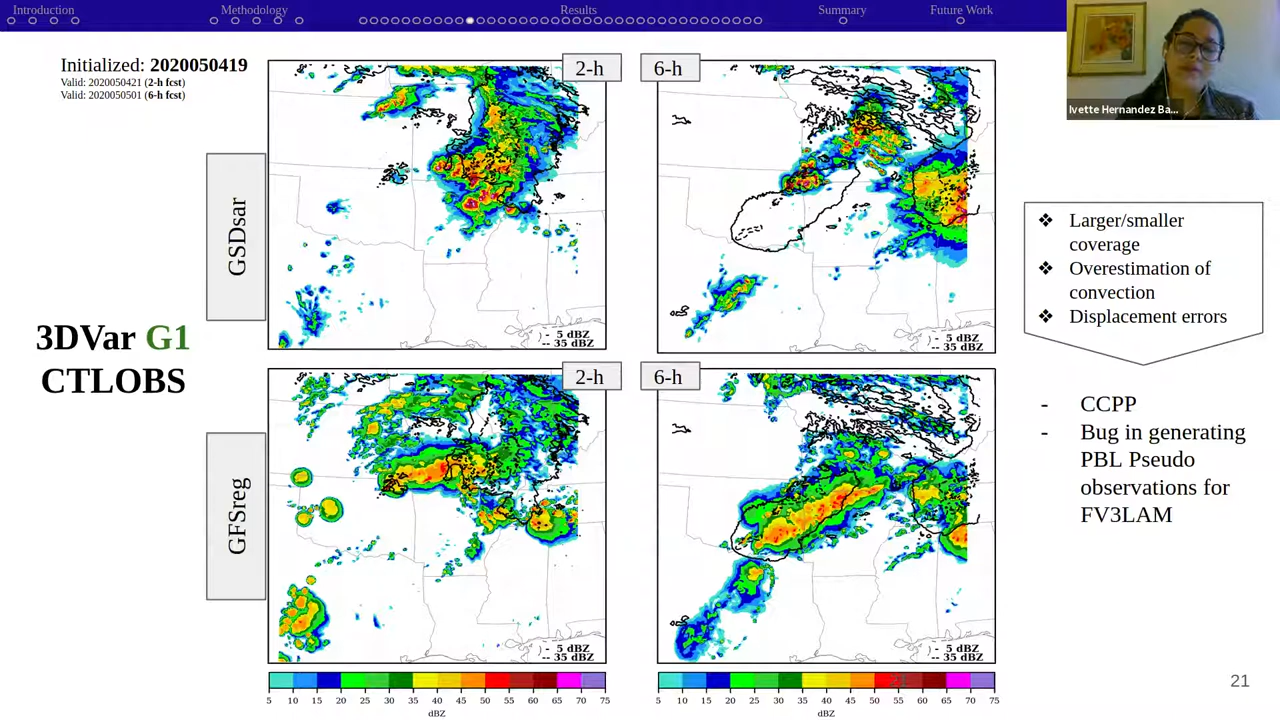 Introduction
Methodology
Results
Summary
Future Work
Initialized: 2020050419
Valid: 2020050421 (2-h fcst)
Valid: 2020050501 (6-h fcst)
2-h
6-h
Ivette Hernandez Ba...
GSDsar
- 5 dBZ
-- 35 dBZ
- 5 dBZ
-- 35 dBZ
Larger/smaller
coverage
Overestimation of
convection
Displacement errors
3DVar G1
CTLOBS
2-h
6-h
GFSreg
- 5 dBZ
-- 35 dBZ
- 5 dBZ
-- 35 dBZ
- CCPP
- Bug in generating
PBL Pseudo
observations for
FV3LAM
5 10 15 20 25 30 35 40 45 50 55 60 65 70 75
dBZ
5 10 15 20 25 30 35 40 45 50 55 60 65 70 75
dBZ
21